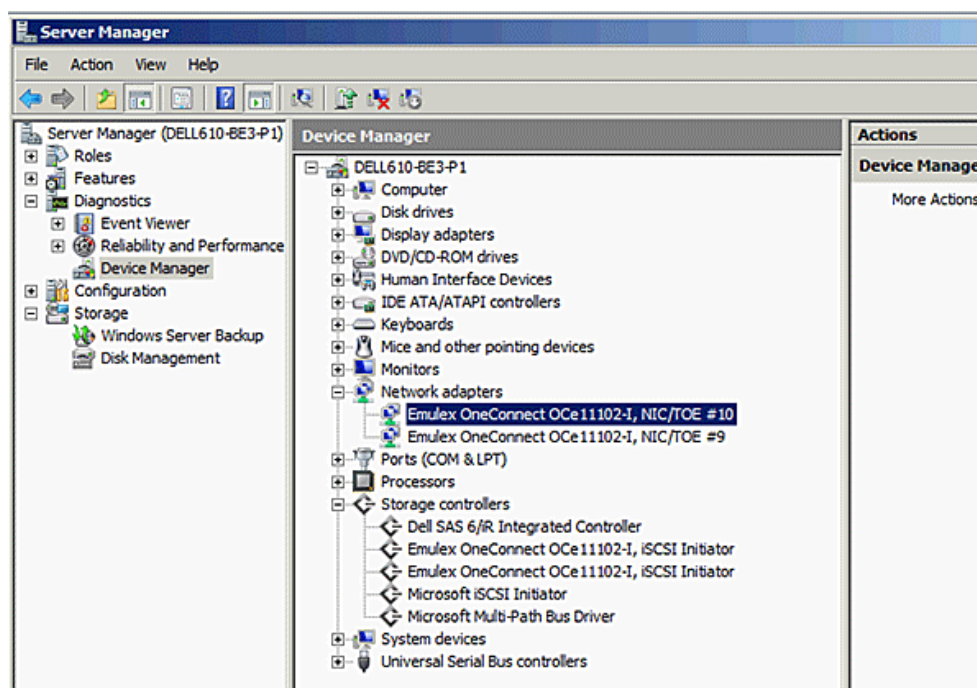 Server Manager
File Action View Help
Server Manager (DELL610-BE3-P1)
Roles
Features
Diagnostics
Event Viewer
Reliability and Performance
Device Manager
Configuration
Storage
Windows Server Backup
Disk Management
Device Manager
DELL610-BE3-P1
Computer
Disk drives
Display adapters
DVD/CD-ROM drives
Human Interface Devices
IDE ATA/ATAPI controllers
Keyboards
Mice and other pointing devices
Monitors
Network adapters
Emulex OneConnect OCe11102-I, NIC/TOE #10
Emulex OneConnect OCe11102-I, NIC/TOE #9
Ports (COM & LPT)
Processors
Storage controllers
Dell SAS 6/iR Integrated Controller
Emulex OneConnect OCe11102-I, iSCSI Initiator
Emulex OneConnect OCe11102-I, iSCSI Initiator
Microsoft iSCSI Initiator
Microsoft Multi-Path Bus Driver
System devices
Universal Serial Bus controllers
Actions
Device Manage
More Actions